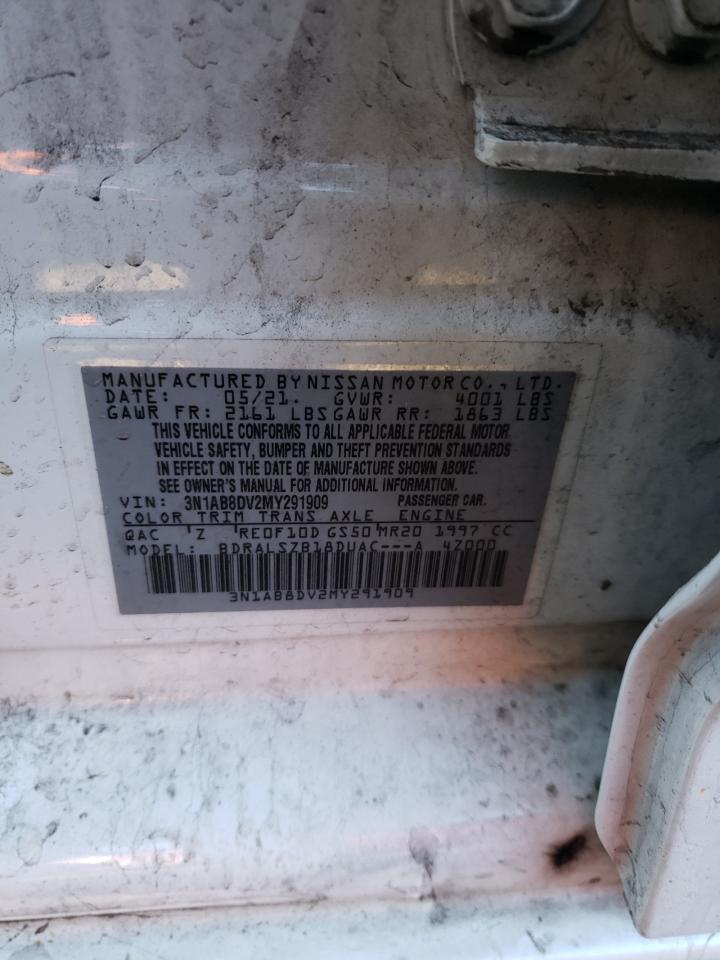 MANUFACTURED BY NISSAN MOTOR CO., LTD.
DATE: 05/21. GVWR: 4001 LBS
GAWR FR: 2161 LBS GAWR RR: 1863 LBS
THIS VEHICLE CONFORMS TO ALL APPLICABLE FEDERAL MOTOR
VEHICLE SAFETY, BUMPER AND THEFT PREVENTION STANDARDS
IN EFFECT ON THE DATE OF MANUFACTURE SHOWN ABOVE.
SEE OWNER'S MANUAL FOR ADDITIONAL INFORMATION.
VIN: 3N1AB8DV2MY291909 PASSENGER CAR.
COLOR TRIM TRANS AXLE ENGINE
QAC Z RE0F10D GS50 MR20 1997 CC
MODEL: BDRALSZB18DUAC---A 4Z000
3N1AB8DV2MY291909